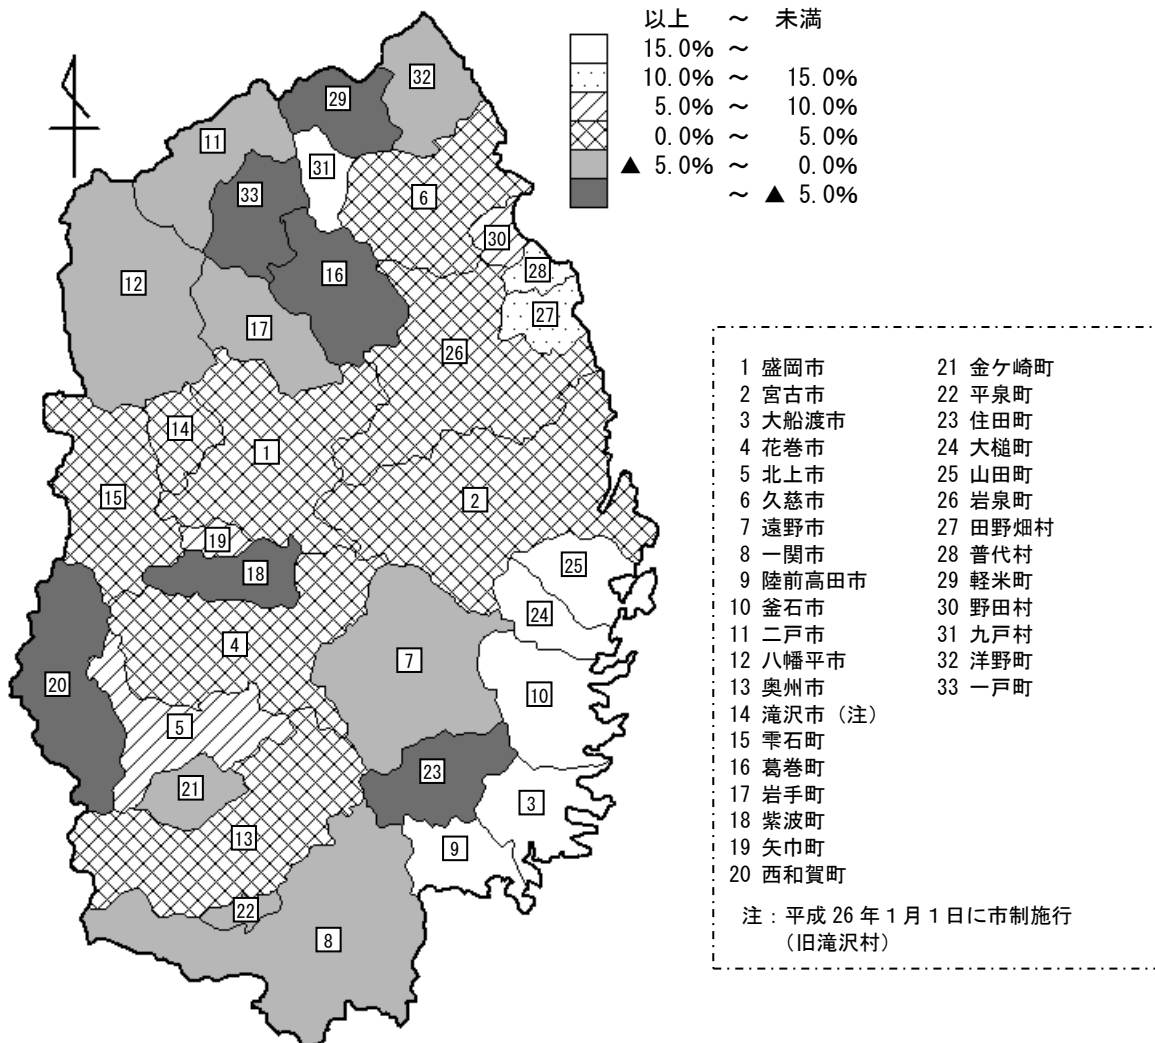 以上 ～ 未満
15.0% ～
10.0% ～ 15.0%
5.0% ～ 10.0%
0.0% ～ 5.0%
▲ 5.0% ～ 0.0%
～ ▲ 5.0%
32
29
11
31
33
6
30
28
16
12
27
17
26
14
1
15
2
19
18
25
24
4
7
20
10
5
23
21
3
13
9
22
8
1 盛岡市
2 宮古市
3 大船渡市
4 花巻市
5 北上市
6 久慈市
7 遠野市
8 一関市
9 陸前高田市
10 釜石市
11 二戸市
12 八幡平市
13 奥州市
14 滝沢市（注）
15 雫石町
16 葛巻町
17 岩手町
18 紫波町
19 矢巾町
20 西和賀町
21 金ケ崎町
22 平泉町
23 住田町
24 大槌町
25 山田町
26 岩泉町
27 田野畑村
28 普代村
29 軽米町
30 野田村
31 九戸村
32 洋野町
33 一戸町
注：平成 26 年１月１日に市制施行
（旧滝沢村）